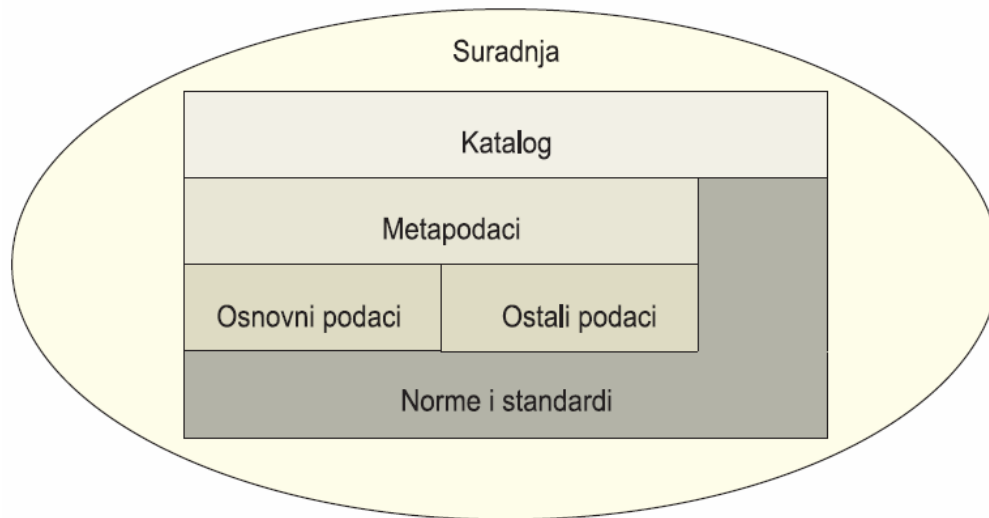 Suradnja
Katalog
Metapodaci
Osnovni podaci
Ostali podaci
Norme i standardi